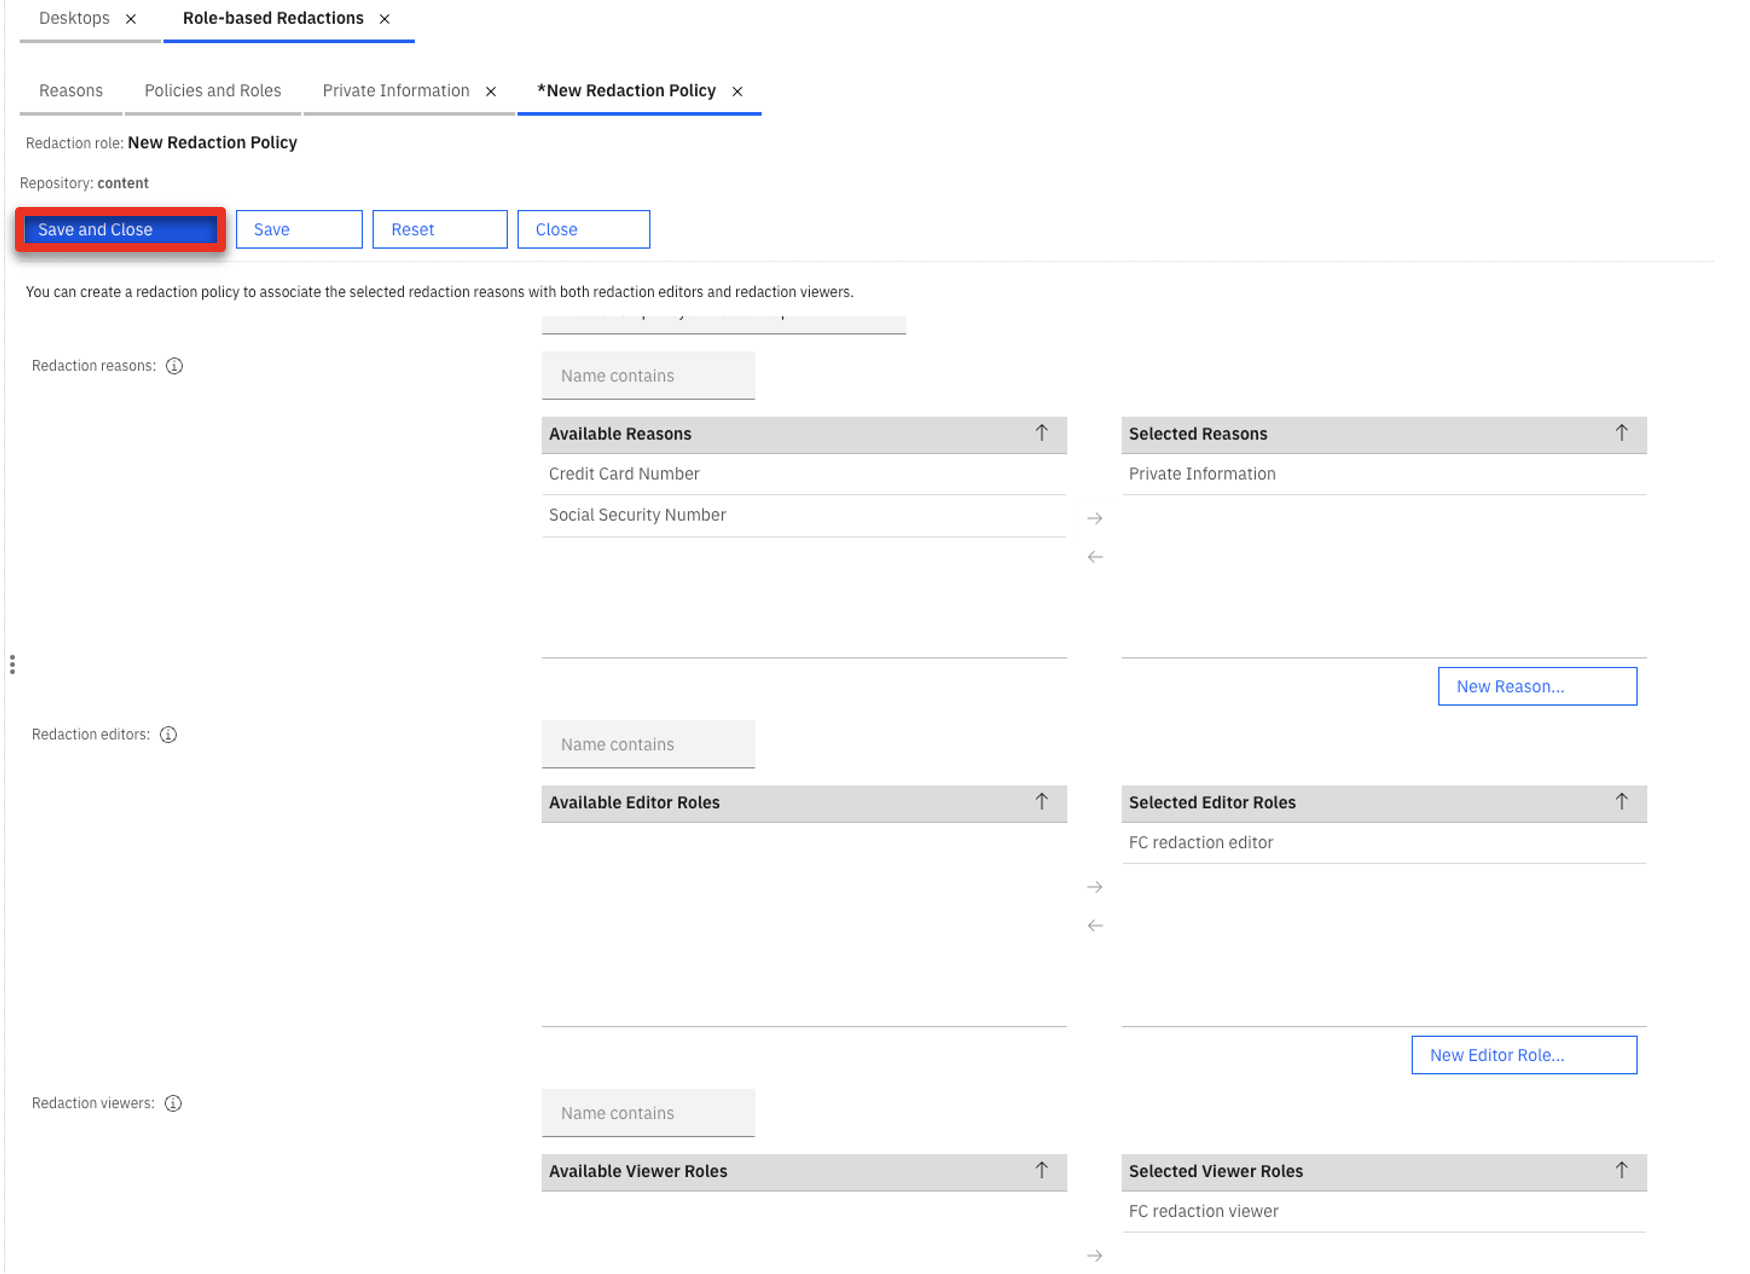 Desktops
Role-based Redactions
Reasons
Policies and Roles
Private Information
*New Redaction Policy
Redaction role: New Redaction Policy
Repository: content
Save and Close
Save
Reset
Close
You can create a redaction policy to associate the selected redaction reasons with both redaction editors and redaction viewers.
Redaction reasons:
Name contains
Available Reasons
Selected Reasons
Credit Card Number
Private Information
Social Security Number
New Reason...
Redaction editors:
Name contains
Available Editor Roles
Selected Editor Roles
FC redaction editor
New Editor Role...
Redaction viewers:
Name contains
Available Viewer Roles
Selected Viewer Roles
FC redaction viewer